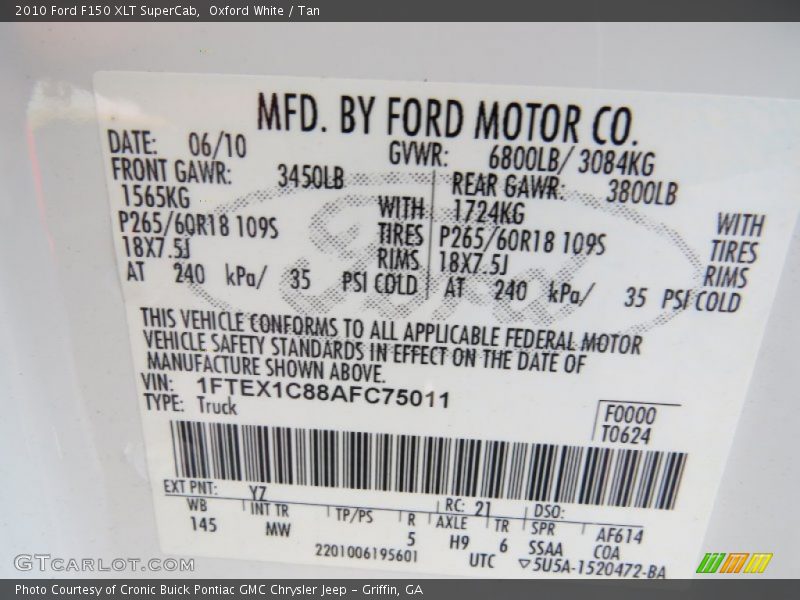 2010 Ford F150 XLT SuperCab, Oxford White / Tan
MFD. BY FORD MOTOR CO.
DATE: 06/10 GVWR: 6800LB/ 3084KG
FRONT GAWR: 3450LB REAR GAWR: 3800LB
1565KG WITH 1724KG WITH
P265/60R18 109S TIRES P265/60R18 109S TIRES
18X7.5J RIMS 18X7.5J RIMS
AT 240 kPa/ 35 PSI COLD AT 240 kPa/ 35 PSI COLD
THIS VEHICLE CONFORMS TO ALL APPLICABLE FEDERAL MOTOR
VEHICLE SAFETY STANDARDS IN EFFECT ON THE DATE OF
MANUFACTURE SHOWN ABOVE.
VIN: 1FTEX1C88AFC75011
TYPE: Truck
F0000
T0624
EXT PNT: YZ RC: 21 DSO:
WB INT TR TP/PS R AXLE TR SPR AF614
145 MW 5 H9 6 SSAA COA
2201006195601 UTC ▽5U5A-1520472-BA
GTCarLot.com
Photo Courtesy of Cronic Buick Pontiac GMC Chrysler Jeep - Griffin, GA